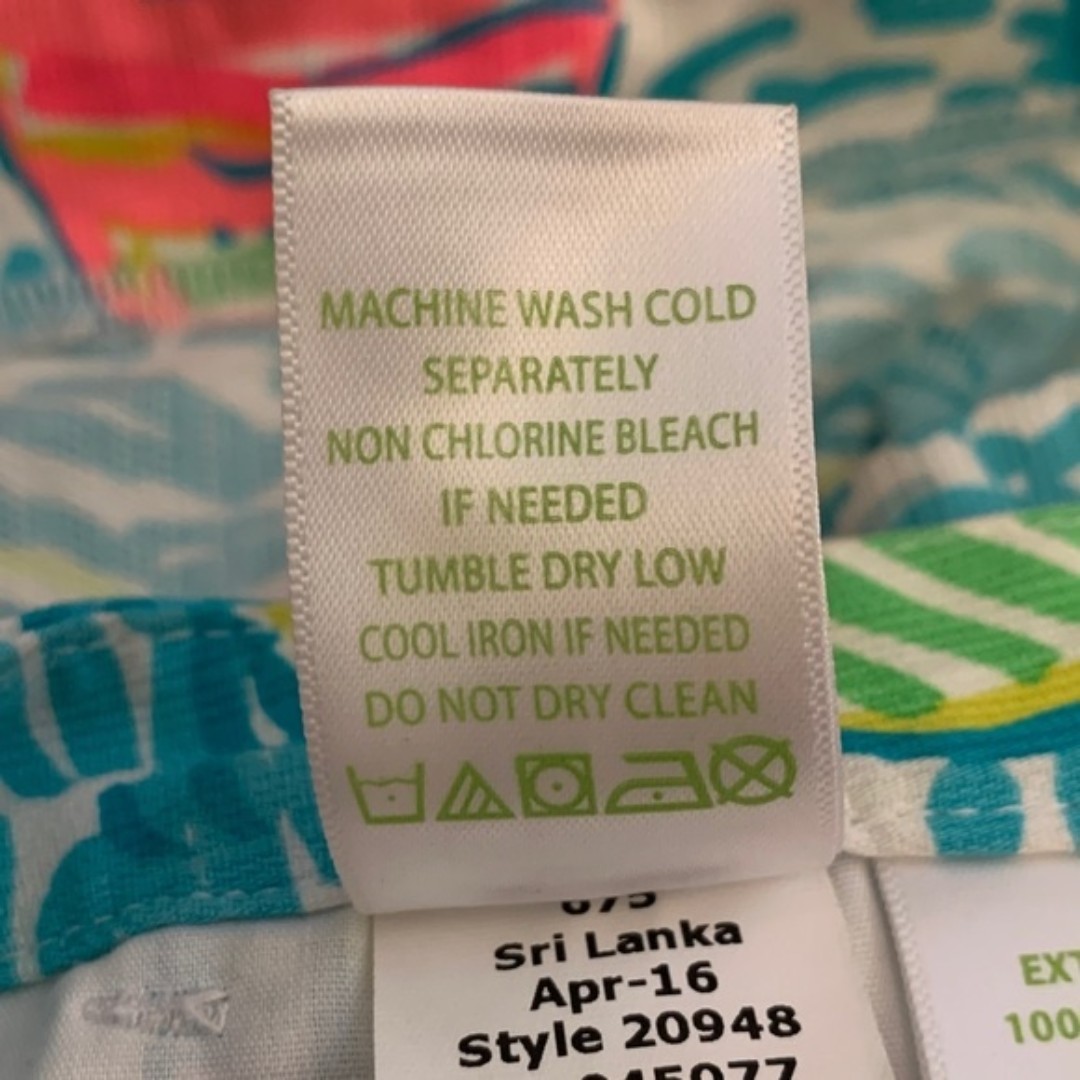 MACHINE WASH COLD
SEPARATELY
NON CHLORINE BLEACH
IF NEEDED
TUMBLE DRY LOW
COOL IRON IF NEEDED
DO NOT DRY CLEAN
Sri Lanka
Apr-16
Style 20948
100